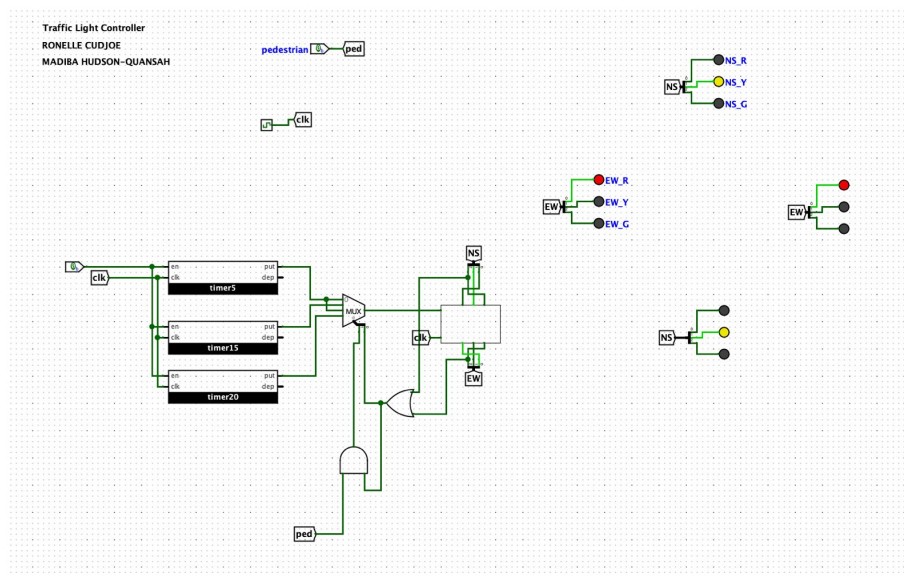 Traffic Light Controller
RONELLE CUDJOE
MADIBA HUDSON-QUANSAH
pedestrian
ped
clk
NS
NS_R
NS_Y
NS_G
EW
EW_R
EW_Y
EW_G
EW
clk
en put
clk dep
timer5
en put
clk dep
timer15
en put
clk dep
timer20
MUX
NS
clk
EW
NS
ped